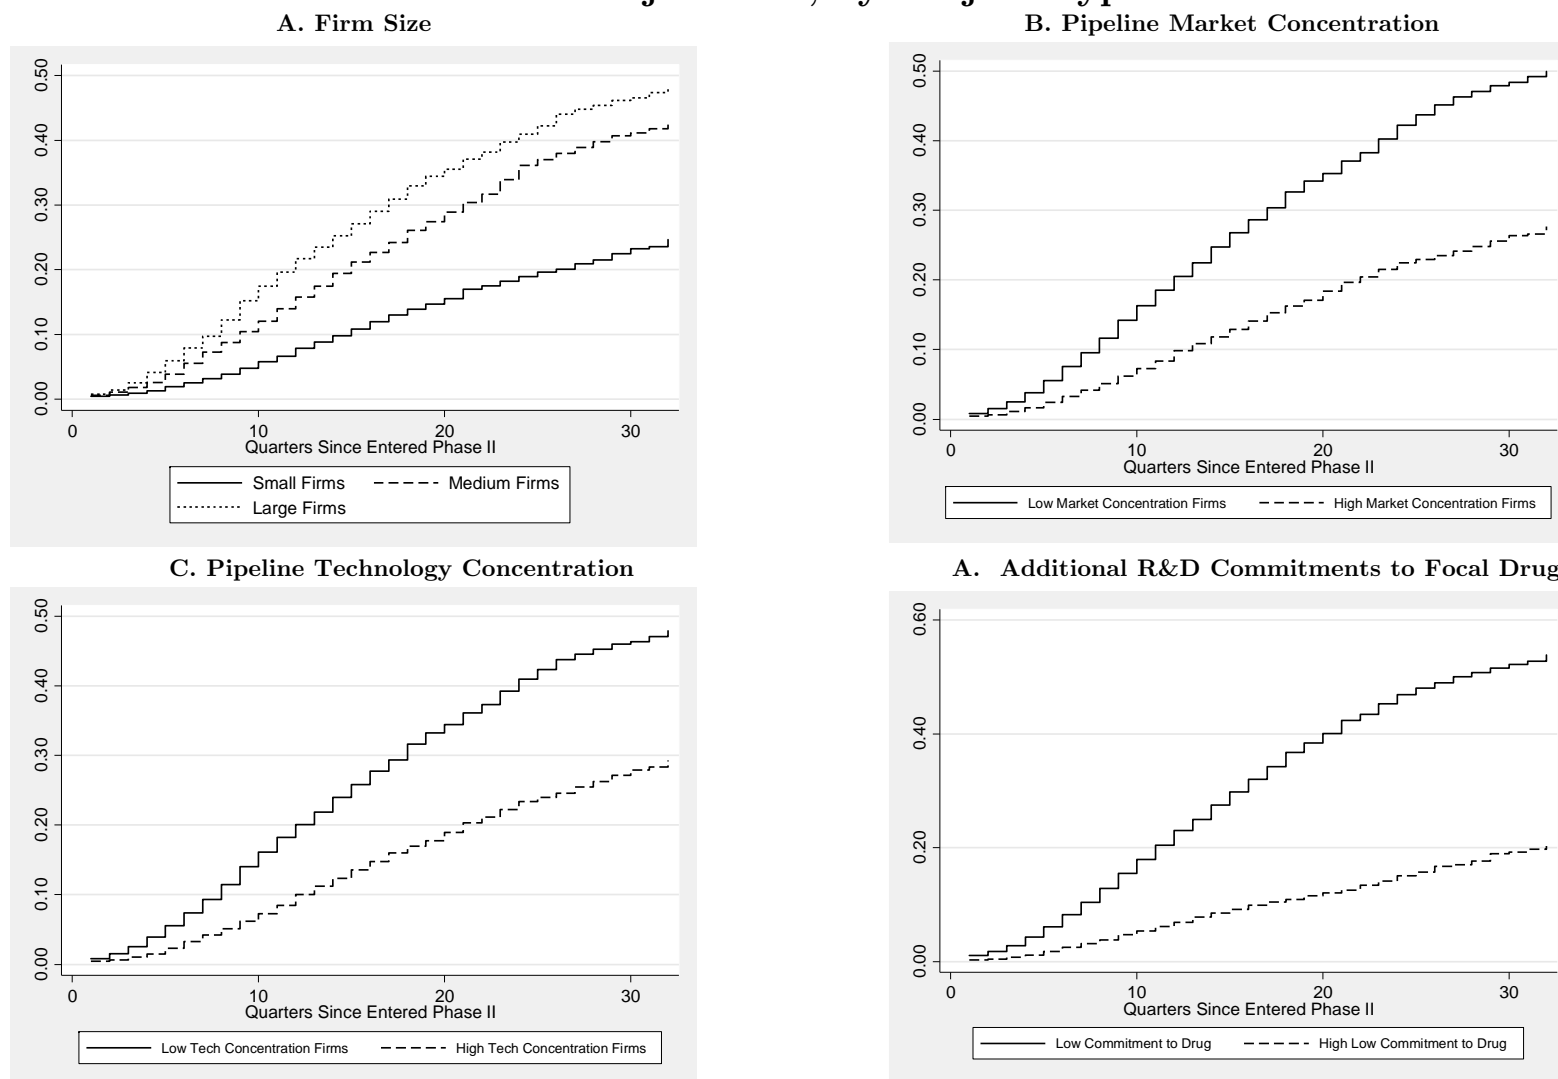 A. Firm Size
0.50
0.40
0.30
0.20
0.10
0.00
0 10 20 30
Quarters Since Entered Phase II
Small Firms Medium Firms
Large Firms
B. Pipeline Market Concentration
0.50
0.40
0.30
0.20
0.10
0.00
0 10 20 30
Quarters Since Entered Phase II
Low Market Concentration Firms High Market Concentration Firms
C. Pipeline Technology Concentration
0.50
0.40
0.30
0.20
0.10
0.00
0 10 20 30
Quarters Since Entered Phase II
Low Tech Concentration Firms High Tech Concentration Firms
A. Additional R&D Commitments to Focal Drug
0.60
0.40
0.20
0.00
0 10 20 30
Quarters Since Entered Phase II
Low Commitment to Drug High Low Commitment to Drug